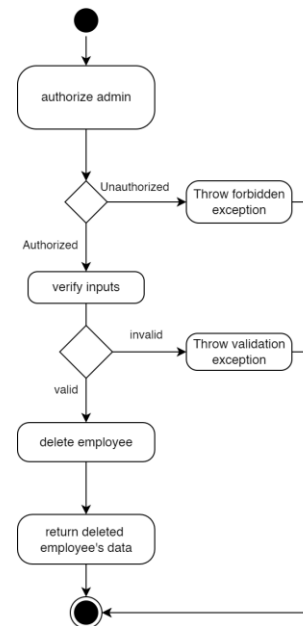 authorize admin
Unauthorized
Throw forbidden
exception
Authorized
verify inputs
invalid
Throw validation
exception
valid
delete employee
return deleted
employee's data